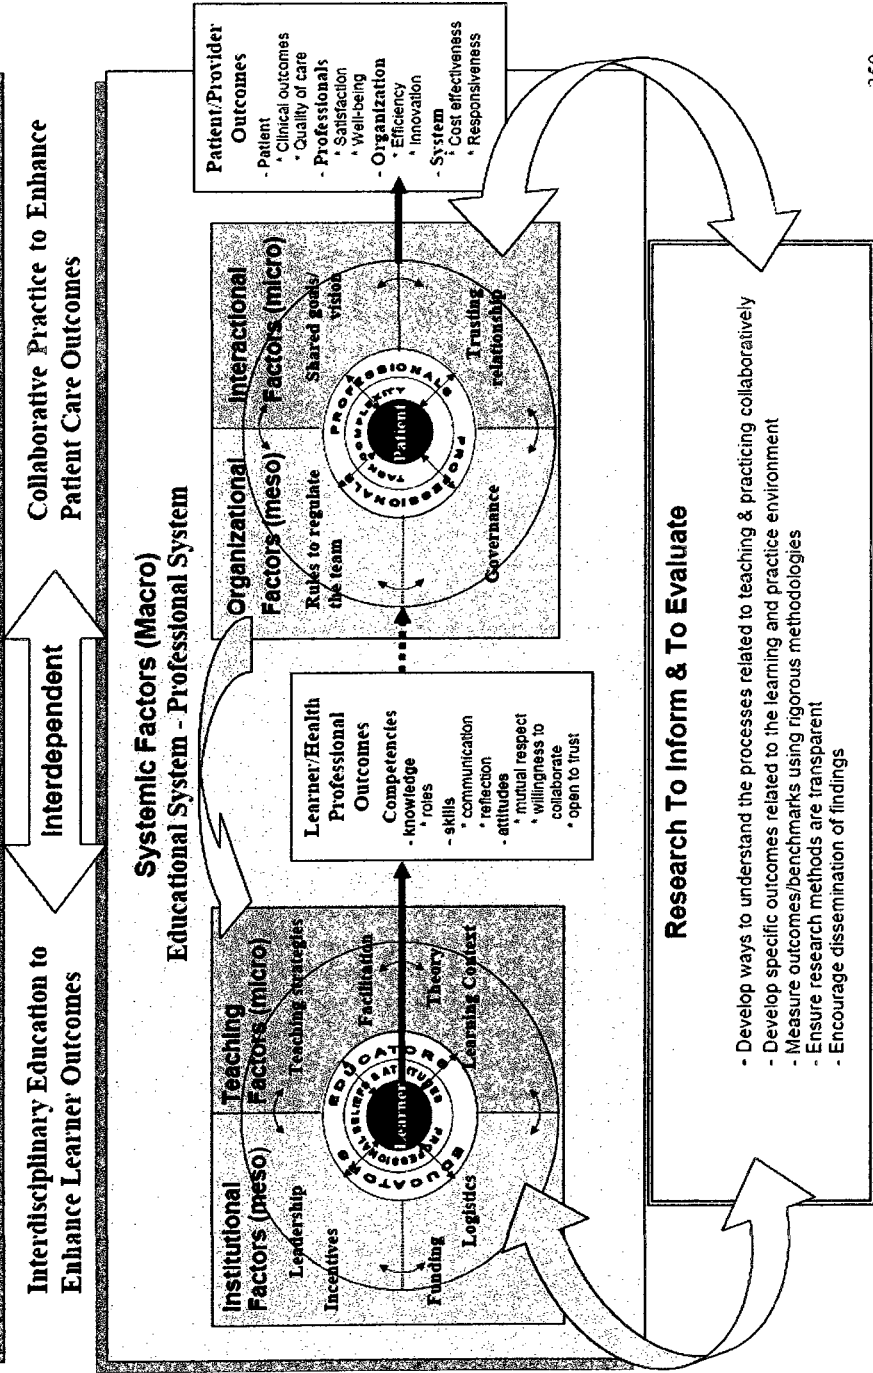 Interdisciplinary Education to
Enhance Learner Outcomes
Interdependent
Collaborative Practice to Enhance
Patient Care Outcomes
Systemic Factors (Macro)
Educational System - Professional System
Institutional
Factors (meso)
Leadership
Incentives
Funding
Logistics
Teaching
Factors (micro)
Teaching strategies
Facilitation
Theory
Learning Context
EDUCATORS
EDUCATORS
PROFESSIONAL BELIEFS & ATTITUDES
Learner
Learner/Health
Professional
Outcomes
Competencies
- knowledge
* roles
- skills
* communication
* reflection
- attitudes
* mutual respect
* willingness to
collaborate
* open to trust
Organizational
Factors (meso)
Rules to regulate
the team
Governance
Interactional
Factors (micro)
Shared goals/
vision
Trusting
relationship
PROFESSIONALS
PROFESSIONALS
TASK COMPLEXITY
Patient
Patient/Provider
Outcomes
- Patient
* Clinical outcomes
* Quality of care
- Professionals
* Satisfaction
* Well-being
- Organization
* Efficiency
* Innovation
- System
* Cost effectiveness
* Responsiveness
Research To Inform & To Evaluate
- Develop ways to understand the processes related to teaching & practicing collaboratively
- Develop specific outcomes related to the learning and practice environment
- Measure outcomes/benchmarks using rigorous methodologies
- Ensure research methods are transparent
- Encourage dissemination of findings